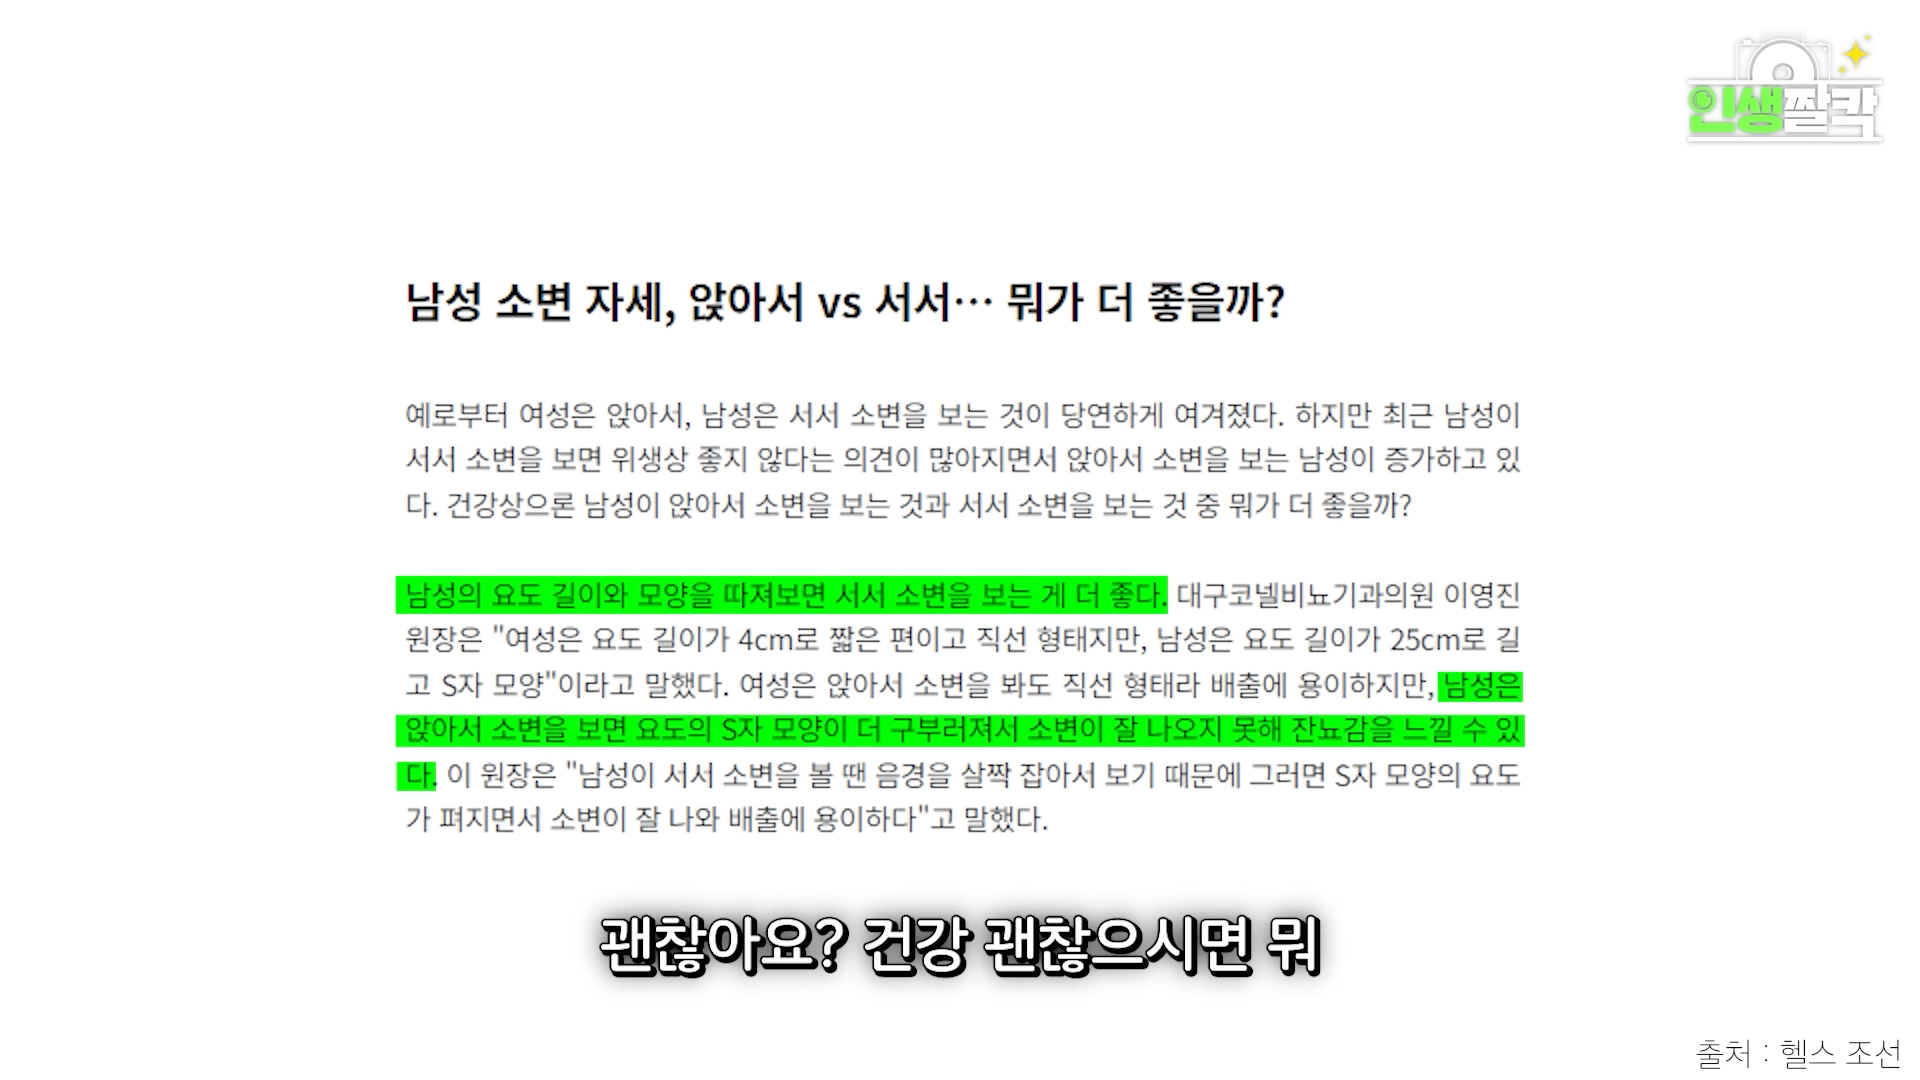 인생짤칵
남성 소변 자세, 앉아서 vs 서서… 뭐가 더 좋을까?
예로부터 여성은 앉아서, 남성은 서서 소변을 보는 것이 당연하게 여겨졌다. 하지만 최근 남성이
서서 소변을 보면 위생상 좋지 않다는 의견이 많아지면서 앉아서 소변을 보는 남성이 증가하고 있
다. 건강상으론 남성이 앉아서 소변을 보는 것과 서서 소변을 보는 것 중 뭐가 더 좋을까?
남성의 요도 길이와 모양을 따져보면 서서 소변을 보는 게 더 좋다. 대구코넬비뇨기과의원 이영진
원장은 "여성은 요도 길이가 4cm로 짧은 편이고 직선 형태지만, 남성은 요도 길이가 25cm로 길
고 S자 모양"이라고 말했다. 여성은 앉아서 소변을 봐도 직선 형태라 배출에 용이하지만, 남성은
앉아서 소변을 보면 요도의 S자 모양이 더 구부러져서 소변이 잘 나오지 못해 잔뇨감을 느낄 수 있
다. 이 원장은 "남성이 서서 소변을 볼 땐 음경을 살짝 잡아서 보기 때문에 그러면 S자 모양의 요도
가 펴지면서 소변이 잘 나와 배출에 용이하다"고 말했다.
괜찮아요? 건강 괜찮으시면 뭐
출처 : 헬스 조선